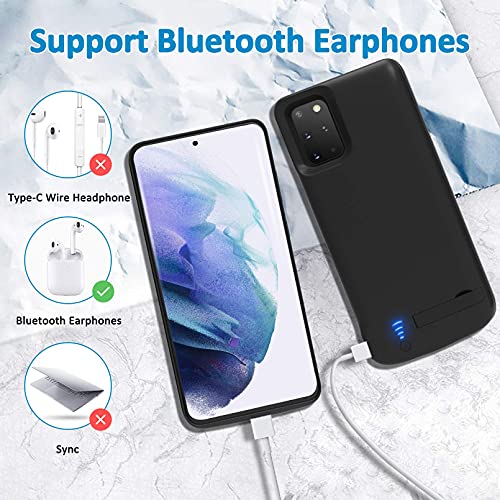 Support Bluetooth Earphones
Type-C Wire Headphone
Bluetooth Earphones
Sync